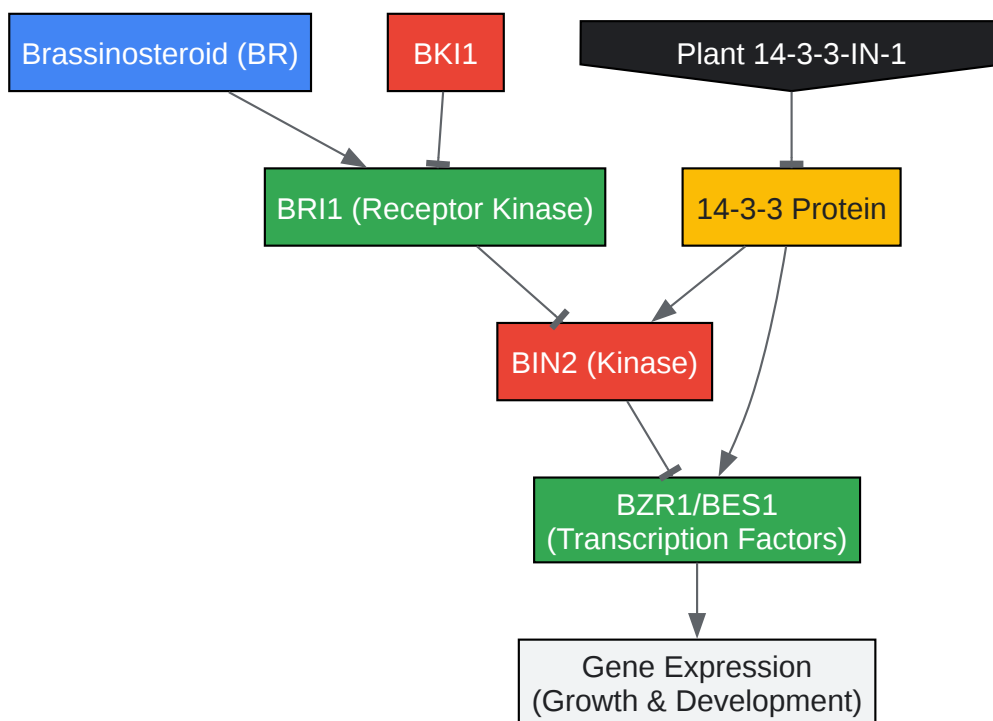 Brassinosteroid (BR)
BKI1
Plant 14-3-3-IN-1
BRI1 (Receptor Kinase)
14-3-3 Protein
BIN2 (Kinase)
BZR1/BES1
(Transcription Factors)
Gene Expression
(Growth & Development)